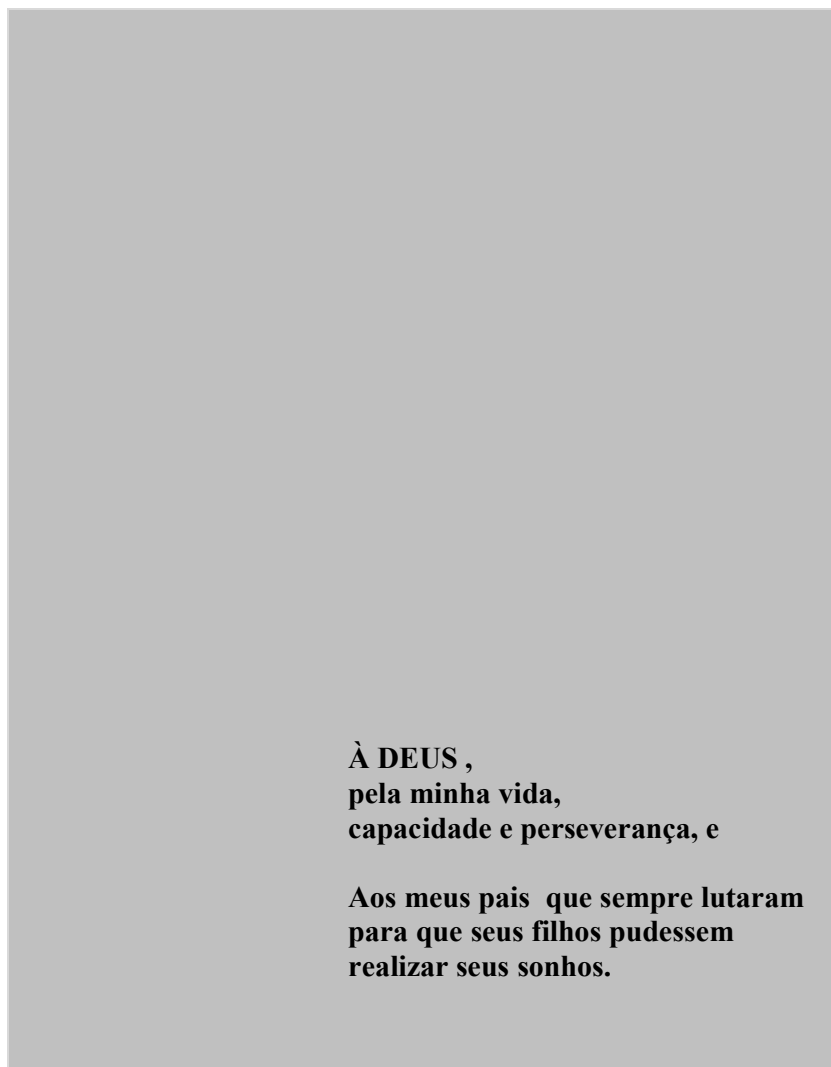 À DEUS ,
pela minha vida,
capacidade e perseverança, e
Aos meus pais  que sempre lutaram
para que seus filhos pudessem
realizar seus sonhos.